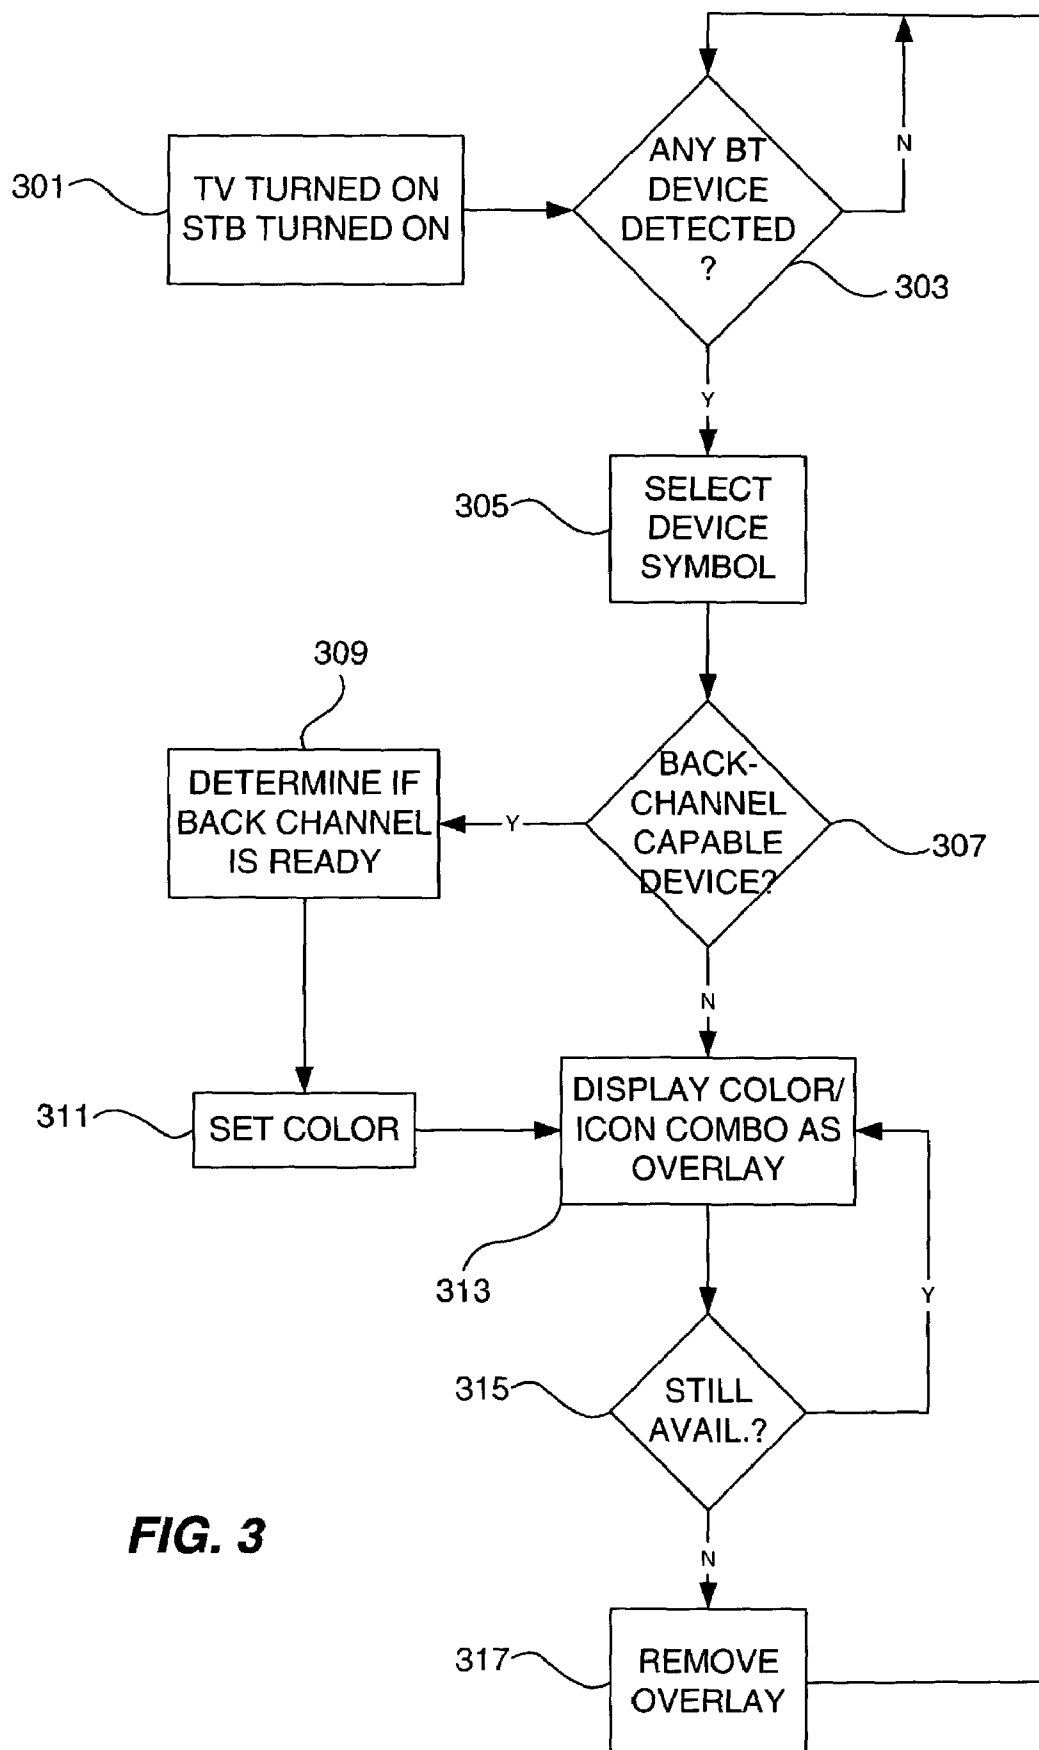 301
TV TURNED ON
STB TURNED ON
ANY BT
DEVICE
DETECTED
?
N
303
Y
305
SELECT
DEVICE
SYMBOL
309
DETERMINE IF
BACK CHANNEL
IS READY
Y
BACK-
CHANNEL
CAPABLE
DEVICE?
307
N
311
SET COLOR
DISPLAY COLOR/
ICON COMBO AS
OVERLAY
313
Y
315
STILL
AVAIL.?
FIG. 3
N
317
REMOVE
OVERLAY